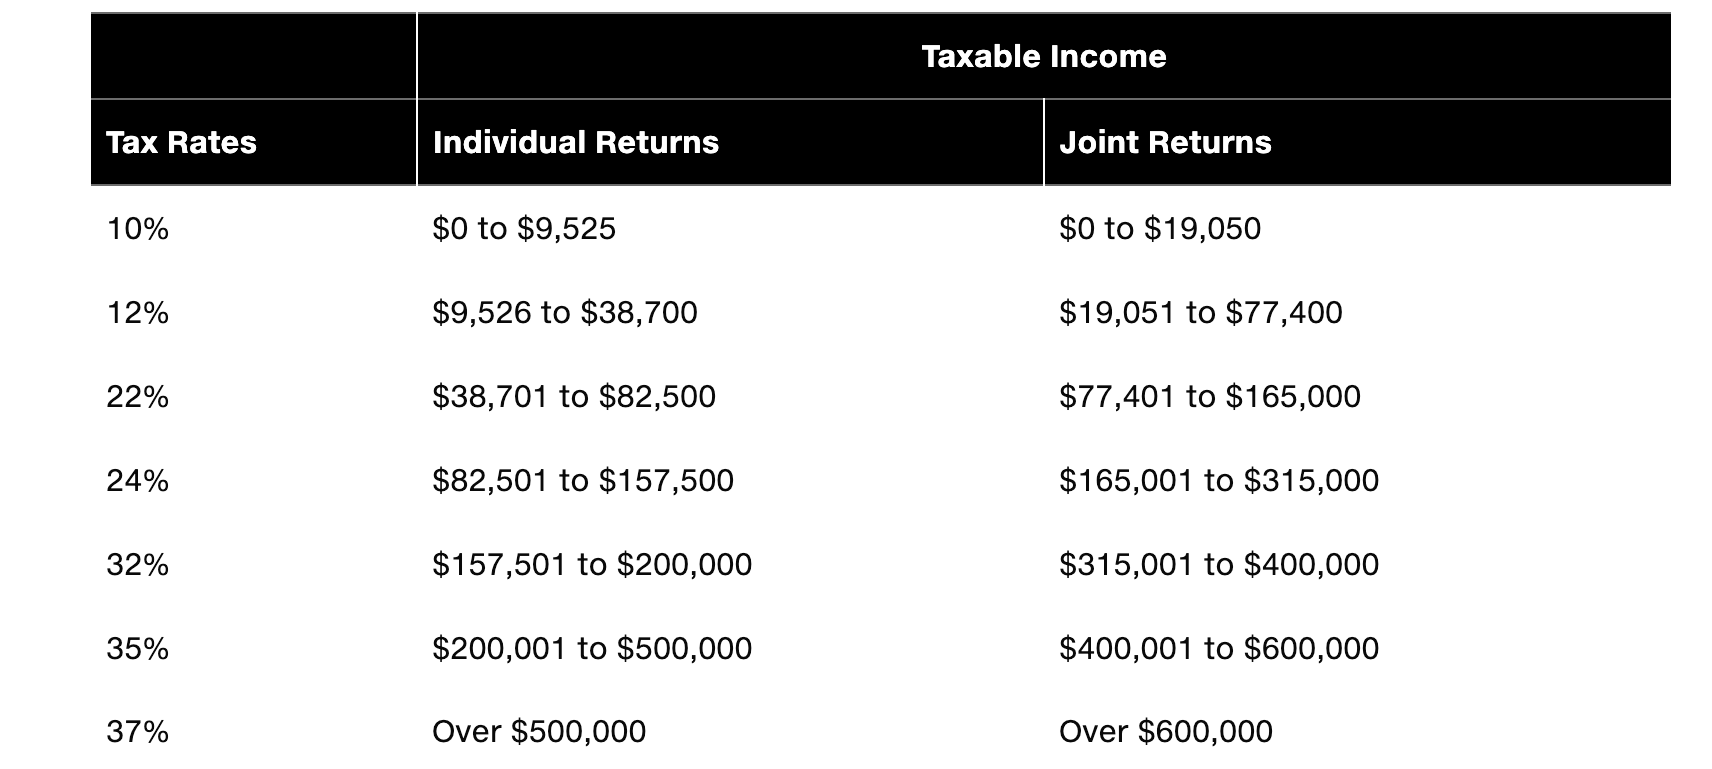 Taxable Income
Tax Rates Individual Returns Joint Returns
10% $0 to $9,525 $0 to $19,050
12% $9,526 to $38,700 $19,051 to $77,400
22% $38,701 to $82,500 $77,401 to $165,000
24% $82,501 to $157,500 $165,001 to $315,000
32% $157,501 to $200,000 $315,001 to $400,000
35% $200,001 to $500,000 $400,001 to $600,000
37% Over $500,000 Over $600,000